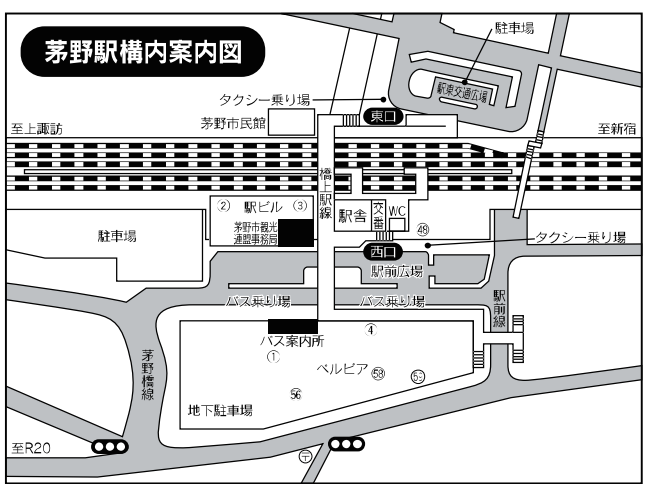 茅野駅構内案内図
駐車場
駅東交通広場
タクシー乗り場
茅野市民館
東口
至上諏訪
至新宿
橋上駅線
② 駅ビル ③
茅野市観光
連盟事務局
駅舎
交番
WC
㊽
駐車場
西口
タクシー乗り場
駅前広場
バス乗り場
バス乗り場
駅前線
バス案内所
④
①
ベルビア
58
59
56
茅野橋線
地下駐車場
至R20
〒